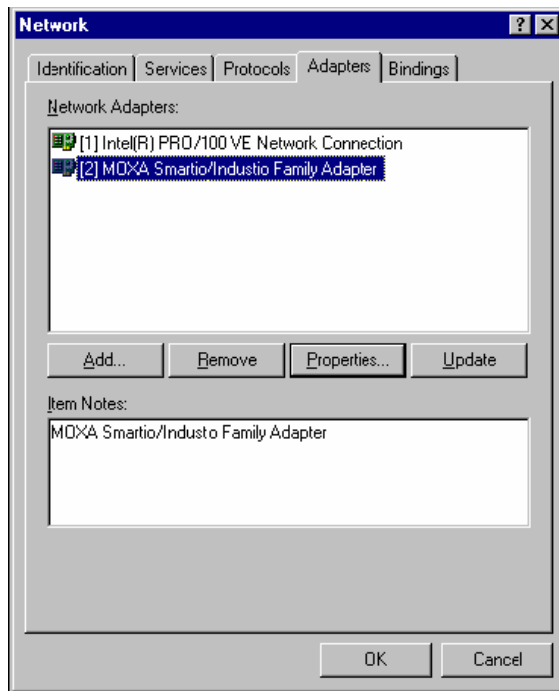 Network
Identification Services Protocols Adapters Bindings
Network Adapters:
[1] Intel(R) PRO/100 VE Network Connection
[2] MOXA Smartio/Industio Family Adapter
Add... Remove Properties... Update
Item Notes:
MOXA Smartio/Industo Family Adapter
OK Cancel